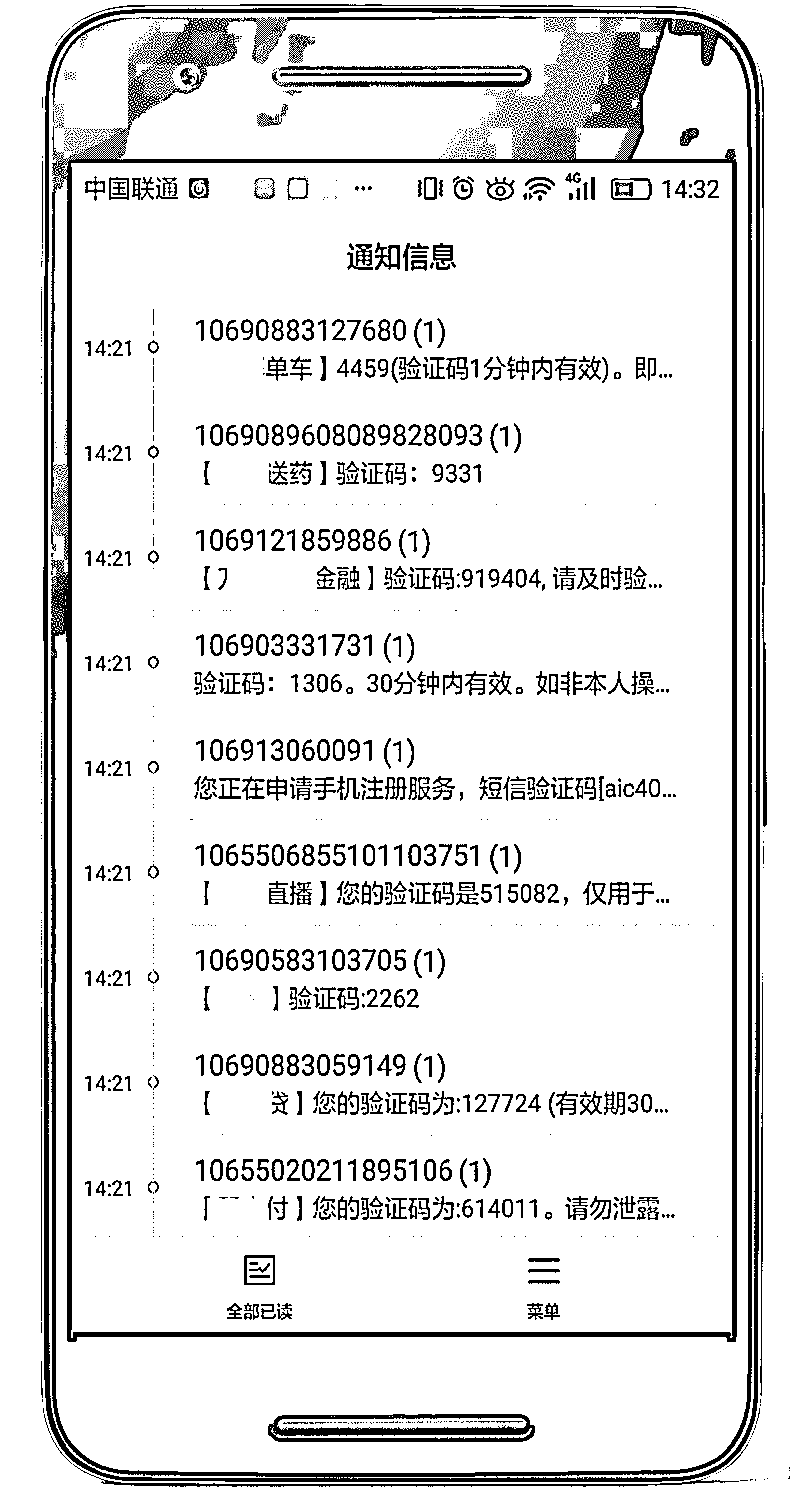 中国联通
4G
14:32
通知信息
10690883127680 (1)
14:21
单车】4459(验证码1分钟内有效)。即...
1069089608089828093 (1)
14:21
【 送药】验证码：9331
1069121859886 (1)
14:21
【 金融】验证码:919404, 请及时验...
106903331731 (1)
14:21
验证码：1306。30分钟内有效。如非本人操...
106913060091 (1)
14:21
您正在申请手机注册服务，短信验证码[aic40...
1065506855101103751 (1)
14:21
【 直播】您的验证码是515082，仅用于...
10690583103705 (1)
14:21
【 】验证码:2262
10690883059149 (1)
14:21
【 贷】您的验证码为:127724 (有效期30...
10655020211895106 (1)
14:21
【 付】您的验证码为:614011。请勿泄露...
全部已读
菜单